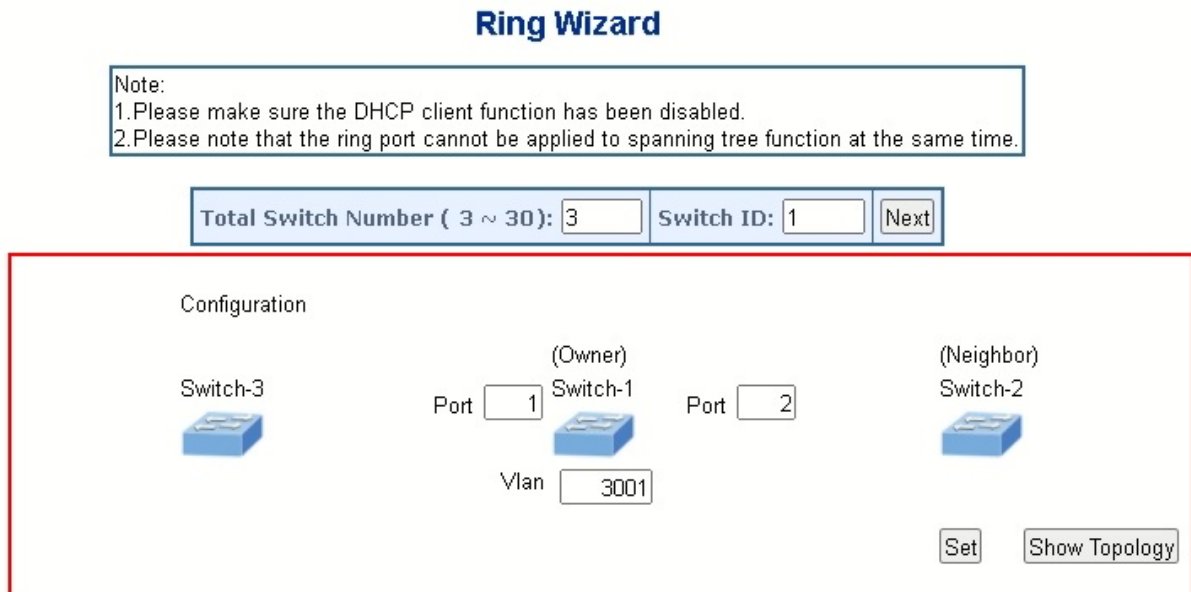 Ring Wizard
Note:
1.Please make sure the DHCP client function has been disabled.
2.Please note that the ring port cannot be applied to spanning tree function at the same time.
Total Switch Number ( 3 ~ 30): 3 Switch ID: 1 Next
Configuration
(Owner) (Neighbor)
Switch-3 Port 1 Switch-1 Port 2 Switch-2
Vlan 3001
Set Show Topology